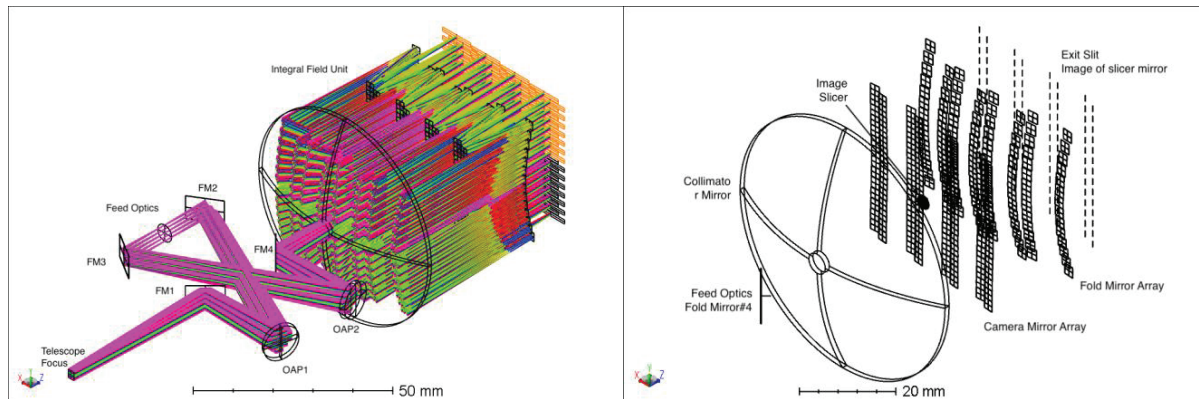 Integral Field Unit
FM2
Feed Optics
FM4
FM3
FM1
OAP2
Telescope
Focus
OAP1
X
Y
Z
50 mm
Exit Slit
Image of slicer mirror
Image
Slicer
Collimato
r Mirror
Feed Optics
Fold Mirror#4
Fold Mirror Array
Camera Mirror Array
X
Y
Z
20 mm